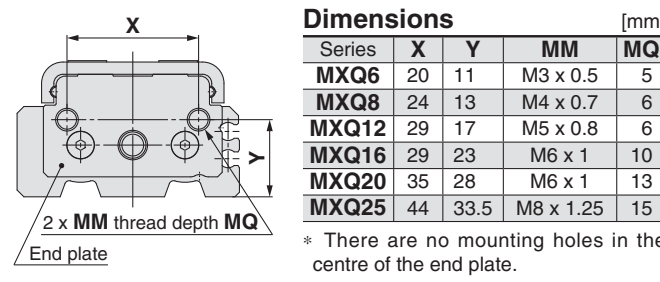 X
Y
2 x MM thread depth MQ
End plate
Dimensions [mm
Series X Y MM MQ
MXQ6 20 11 M3 x 0.5 5
MXQ8 24 13 M4 x 0.7 6
MXQ12 29 17 M5 x 0.8 6
MXQ16 29 23 M6 x 1 10
MXQ20 35 28 M6 x 1 13
MXQ25 44 33.5 M8 x 1.25 15
* There are no mounting holes in the
centre of the end plate.